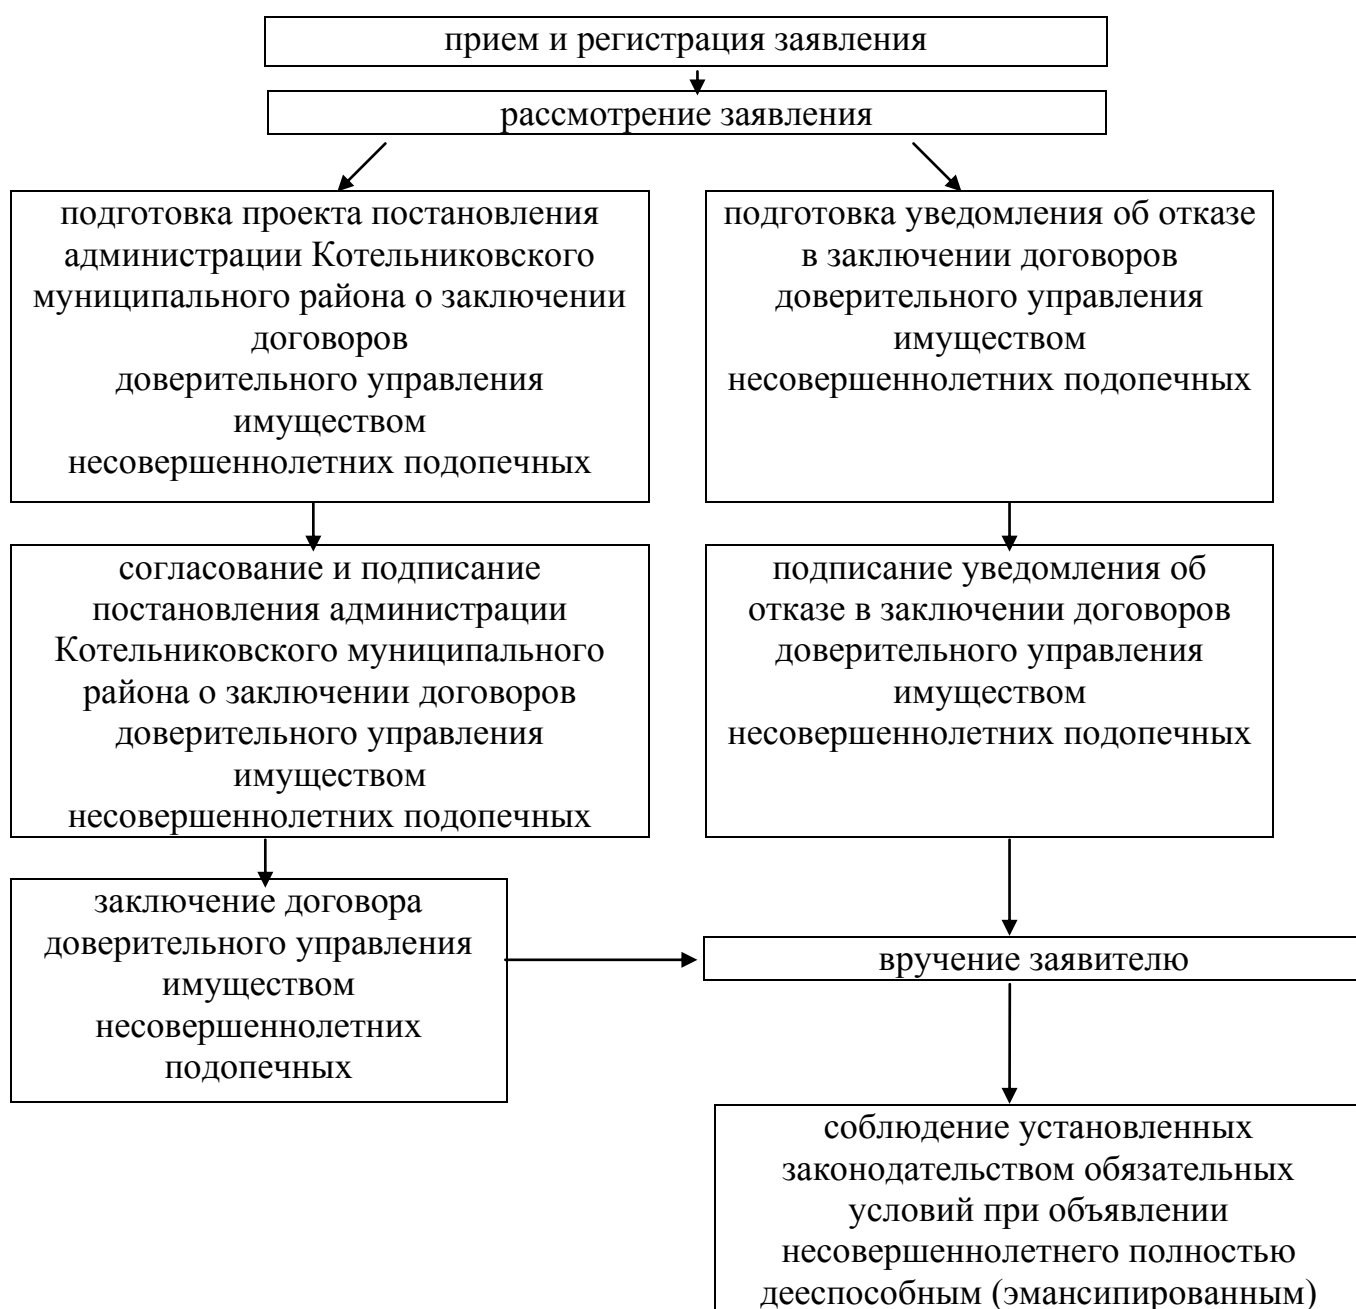 прием и регистрация заявления
рассмотрение заявления
подготовка проекта постановления
администрации Котельниковского
муниципального района о заключении
договоров
доверительного управления
имуществом
несовершеннолетних подопечных
подготовка уведомления об отказе
в заключении договоров
доверительного управления
имуществом
несовершеннолетних подопечных
согласование и подписание
постановления администрации
Котельниковского муниципального
района о заключении договоров
доверительного управления
имуществом
несовершеннолетних подопечных
подписание уведомления об
отказе в заключении договоров
доверительного управления
имуществом
несовершеннолетних подопечных
заключение договора
доверительного управления
имуществом
несовершеннолетних
подопечных
вручение заявителю
соблюдение установленных
законодательством обязательных
условий при объявлении
несовершеннолетнего полностью
дееспособным (эмансипированным)